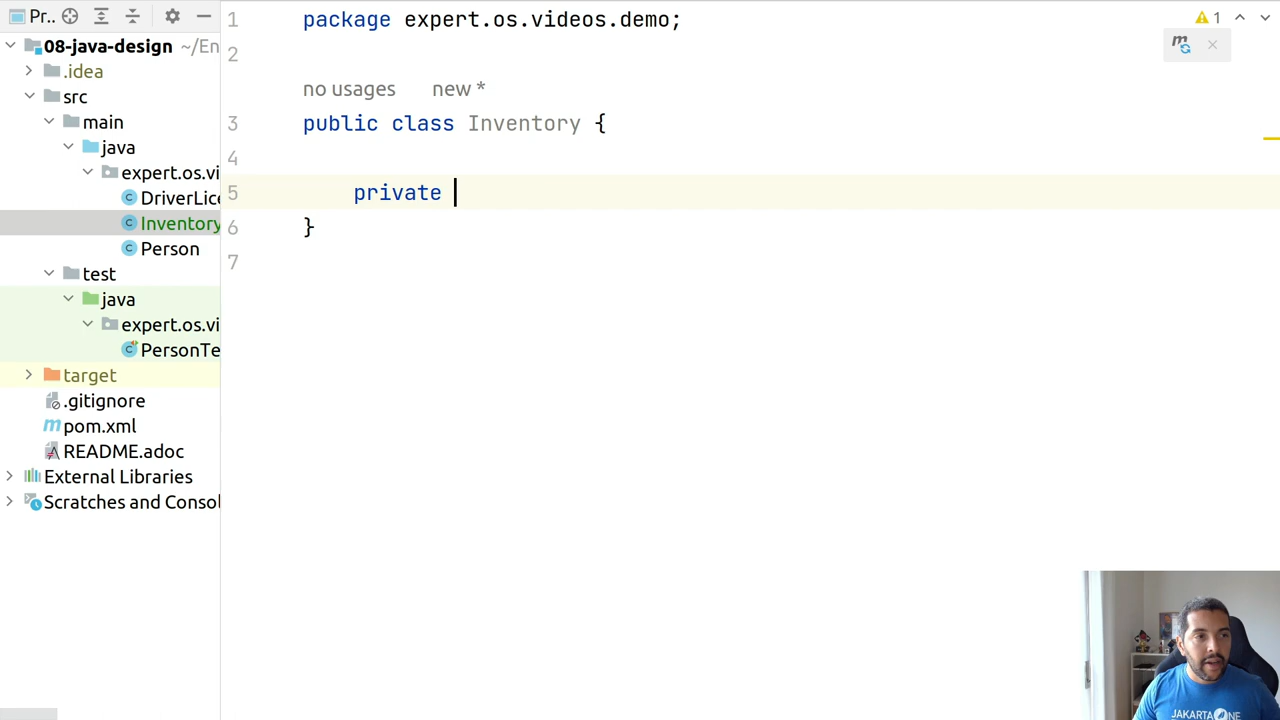 Pr..
08-java-design ~/En
.idea
src
main
java
expert.os.vi
DriverLice
Inventory
Person
test
java
expert.os.vi
PersonTe
target
.gitignore
pom.xml
README.adoc
External Libraries
Scratches and Consol
1 package expert.os.videos.demo;
2
no usages new *
3 public class Inventory {
4
5 private
6 }
7
1
m
JAKARTAONE